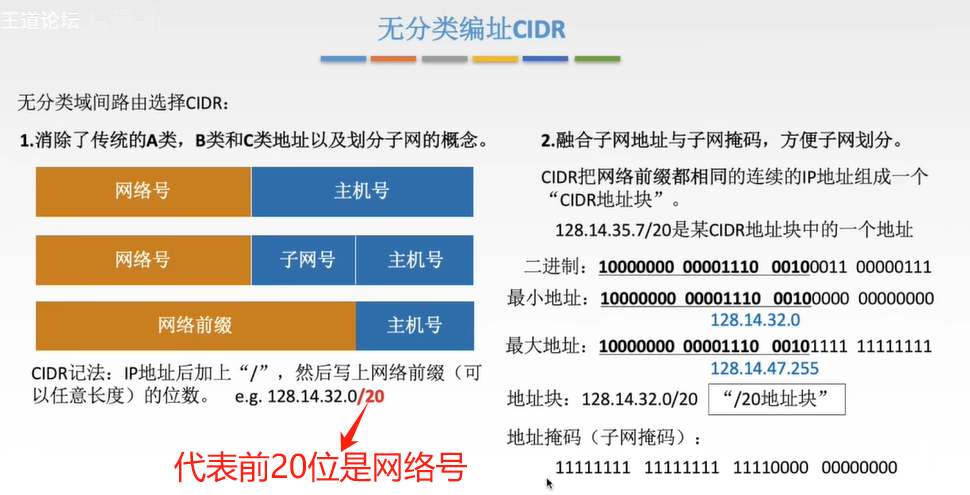 王道论坛
无分类编址CIDR
无分类域间路由选择CIDR：
1.消除了传统的A类，B类和C类地址以及划分子网的概念。
网络号 主机号
网络号 子网号 主机号
网络前缀 主机号
CIDR记法：IP地址后加上“/”，然后写上网络前缀（可
以任意长度）的位数。 e.g. 128.14.32.0/20
代表前20位是网络号
2.融合子网地址与子网掩码，方便子网划分。
CIDR把网络前缀都相同的连续的IP地址组成一个
“CIDR地址块”。
128.14.35.7/20是某CIDR地址块中的一个地址
二进制：10000000 00001110 00100011 00000111
最小地址：10000000 00001110 00100000 00000000
128.14.32.0
最大地址：10000000 00001110 00101111 11111111
128.14.47.255
地址块：128.14.32.0/20 “/20地址块”
地址掩码（子网掩码）：
11111111 11111111 11110000 00000000